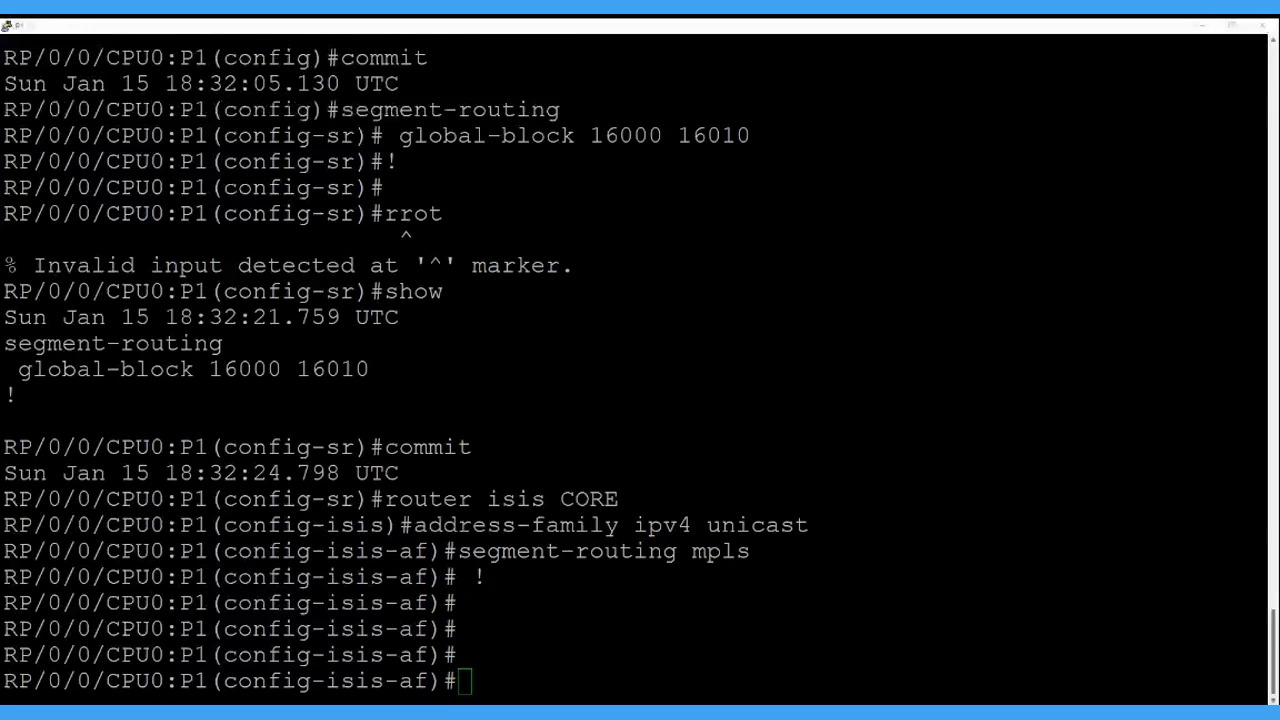 RP/0/0/CPU0:P1(config)#commit
Sun Jan 15 18:32:05.130 UTC
RP/0/0/CPU0:P1(config)#segment-routing
RP/0/0/CPU0:P1(config-sr)# global-block 16000 16010
RP/0/0/CPU0:P1(config-sr)#!
RP/0/0/CPU0:P1(config-sr)#
RP/0/0/CPU0:P1(config-sr)#rrot
^
% Invalid input detected at '^' marker.
RP/0/0/CPU0:P1(config-sr)#show
Sun Jan 15 18:32:21.759 UTC
segment-routing
global-block 16000 16010
!
RP/0/0/CPU0:P1(config-sr)#commit
Sun Jan 15 18:32:24.798 UTC
RP/0/0/CPU0:P1(config-sr)#router isis CORE
RP/0/0/CPU0:P1(config-isis)#address-family ipv4 unicast
RP/0/0/CPU0:P1(config-isis-af)#segment-routing mpls
RP/0/0/CPU0:P1(config-isis-af)# !
RP/0/0/CPU0:P1(config-isis-af)#
RP/0/0/CPU0:P1(config-isis-af)#
RP/0/0/CPU0:P1(config-isis-af)#
RP/0/0/CPU0:P1(config-isis-af)#